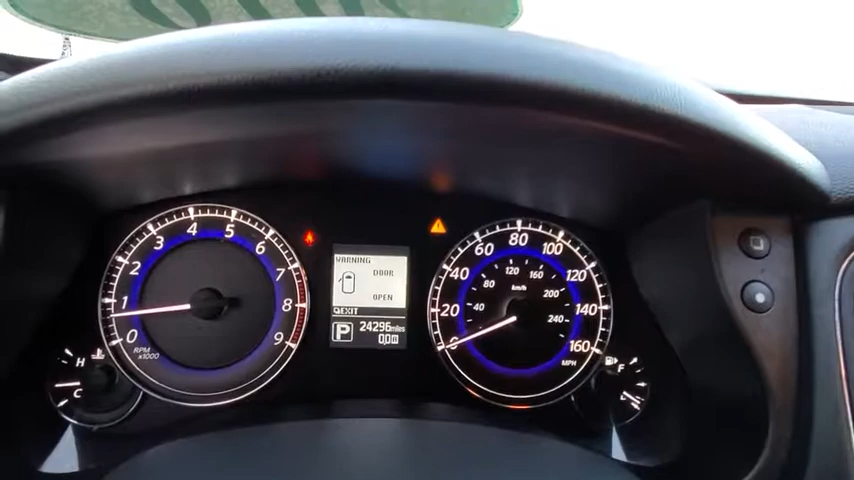 0 1 2 3 4 5 6 7 8 9
RPM
x1000
WARNING
DOOR
OPEN
EXIT
P
24296miles
0.0m
20 40 60 80 100 120 140 160
40 80 120 160 200 240
km/h
MPH
H
C
F